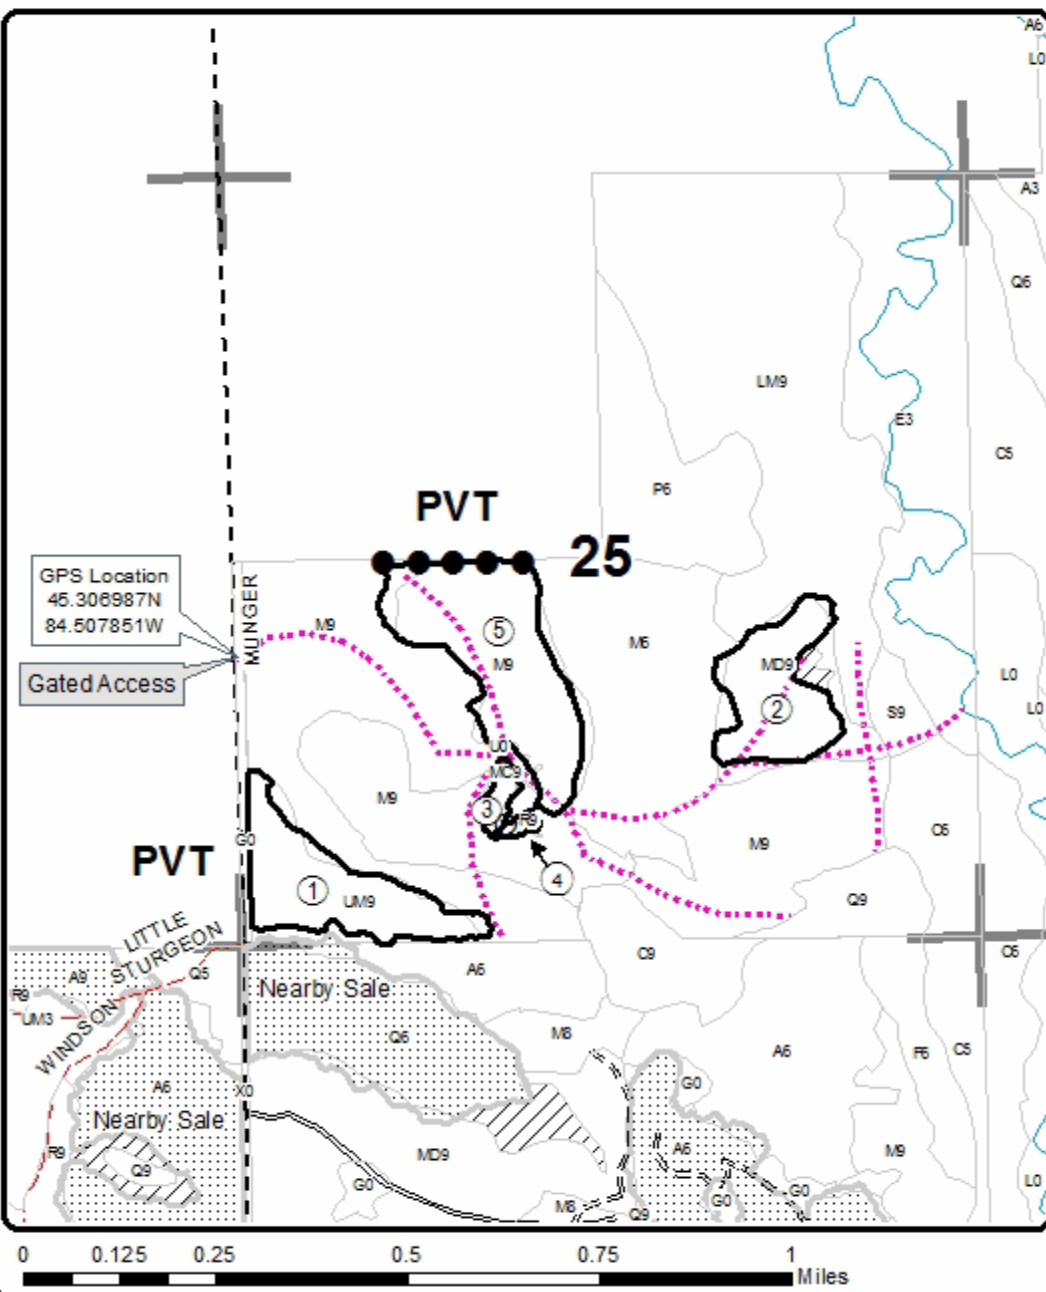 A6
L0
A3
Q6
LM9
E3
C5
P6
PVT
25
GPS Location
45.306987N
84.507851W
Gated Access
MUNGER
M9
5
M9
M6
MD9
2
S9
L0
L0
U0
MC9
3
R9
4
M9
M9
C6
G0
PVT
1
UM9
Q9
LITTLE
STURGEON
C9
C6
A6
A9
Q5
Nearby Sale
R9
UM3
WINDSON
Q6
M8
A6
F6
C5
A6
X0
G0
Nearby Sale
R9
Q9
MD9
G0
A6
M9
M8
Q9
G0
G0
L0
0
0.125
0.25
0.5
0.75
1
Miles